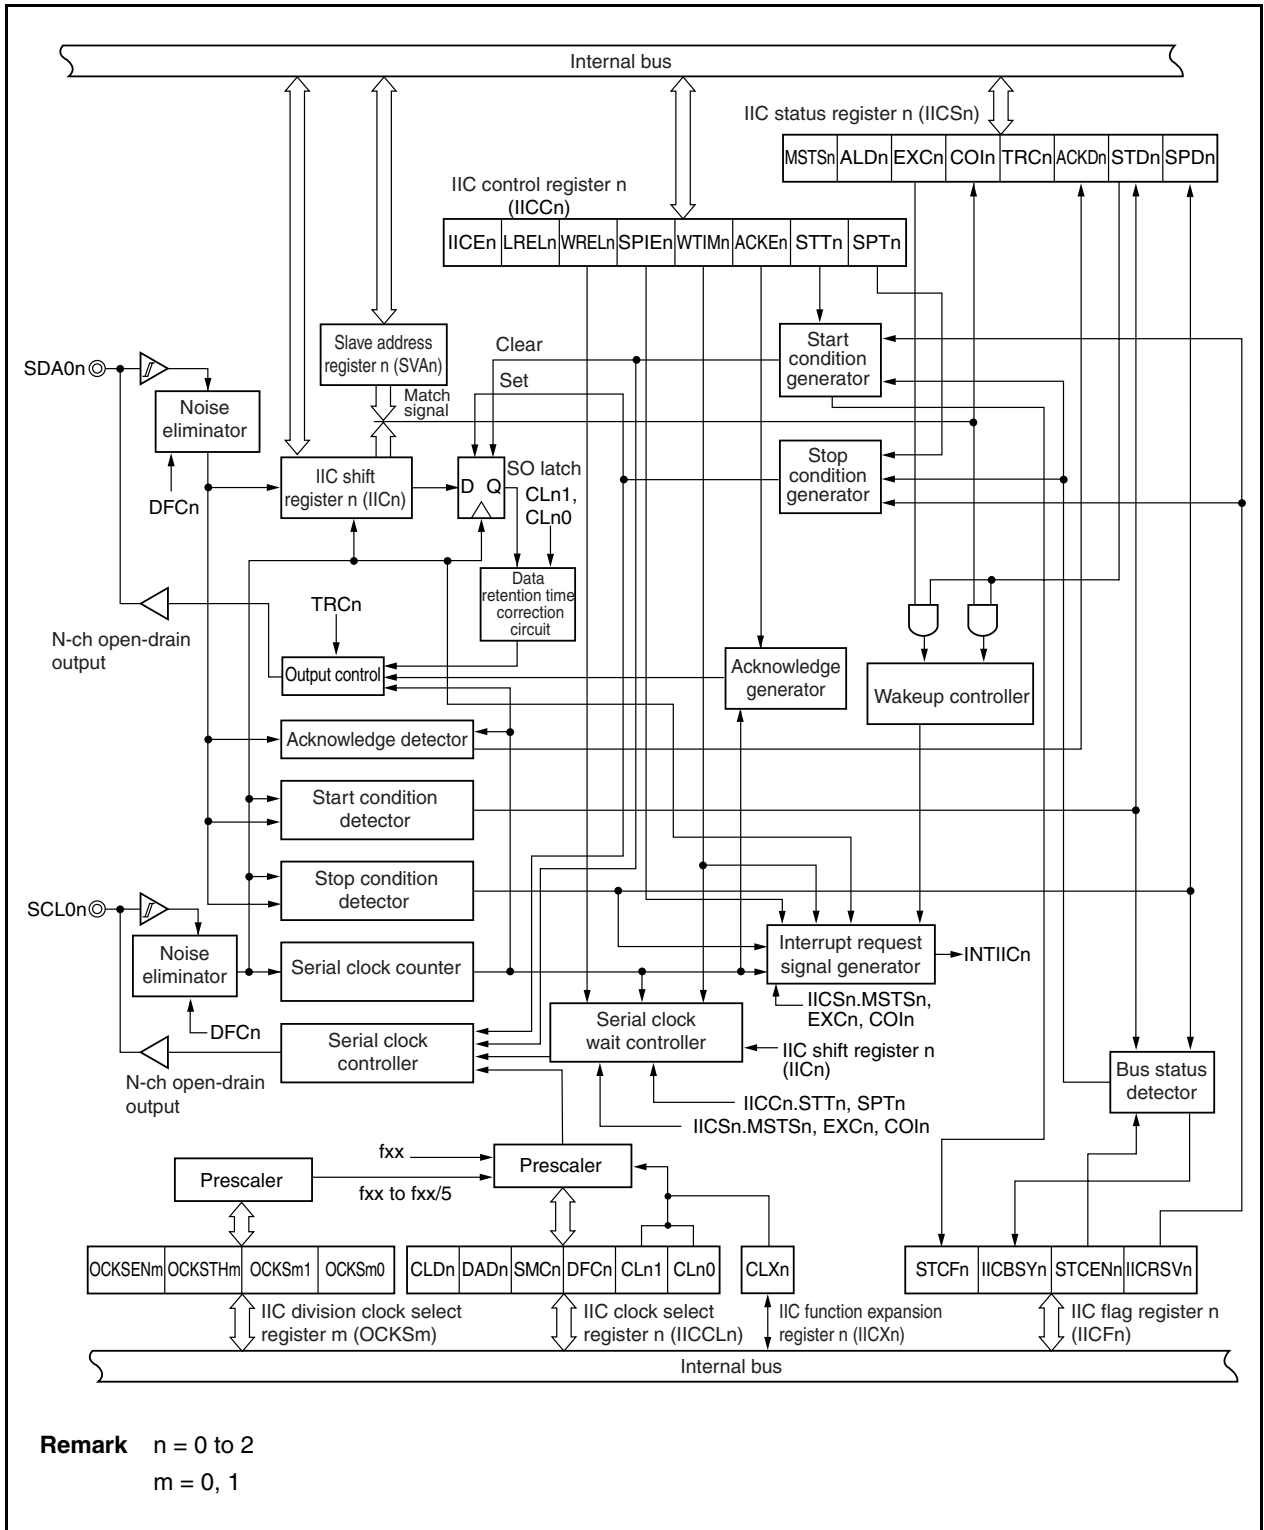 Internal bus
IIC status register n (IICSn)
MSTSn ALDn EXCn COIn TRCn ACKDn STDn SPDn
IIC control register n
(IICCn)
IICEn LRELn WRELn SPIEn WTIMn ACKEn STTn SPTn
Slave address
register n (SVAn)
Clear
Set
Match
signal
Start
condition
generator
SDA0n
Noise
eliminator
DFCn
IIC shift
register n (IICn)
D Q
SO latch
CLn1,
CLn0
Stop
condition
generator
Data
retention time
correction
circuit
TRCn
N-ch open-drain
output
Output control
Acknowledge
generator
Wakeup controller
Acknowledge detector
Start condition
detector
Stop condition
detector
SCL0n
Noise
eliminator
DFCn
Serial clock counter
Interrupt request
signal generator
INTIICn
IICSn.MSTSn,
EXCn, COIn
Serial clock
controller
Serial clock
wait controller
IIC shift register n
(IICn)
N-ch open-drain
output
IICCn.STTn, SPTn
IICSn.MSTSn, EXCn, COIn
Bus status
detector
fxx
Prescaler
Prescaler
fxx to fxx/5
OCKSENm OCKSTHm OCKSm1 OCKSm0
CLDn DADn SMCn DFCn CLn1 CLn0
CLXn
STCFn IICBSYn STCENn IICRSVn
IIC division clock select
register m (OCKSm)
IIC clock select
register n (IICCLn)
IIC function expansion
register n (IICXn)
IIC flag register n
(IICFn)
Internal bus
Remark n = 0 to 2
m = 0, 1